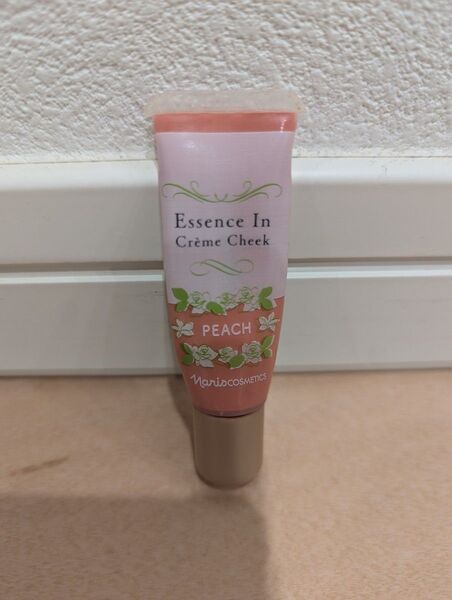 Essence In
Crème Cheek
PEACH
Naris COSMETICS